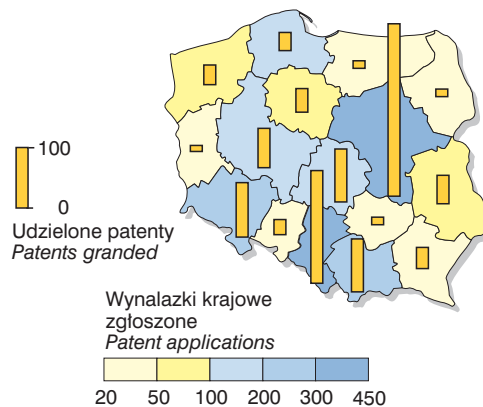 100
0
Udzielone patenty
Patents granded
Wynalazki krajowe
zgłoszone
Patent applications
20 50 100 200 300 450